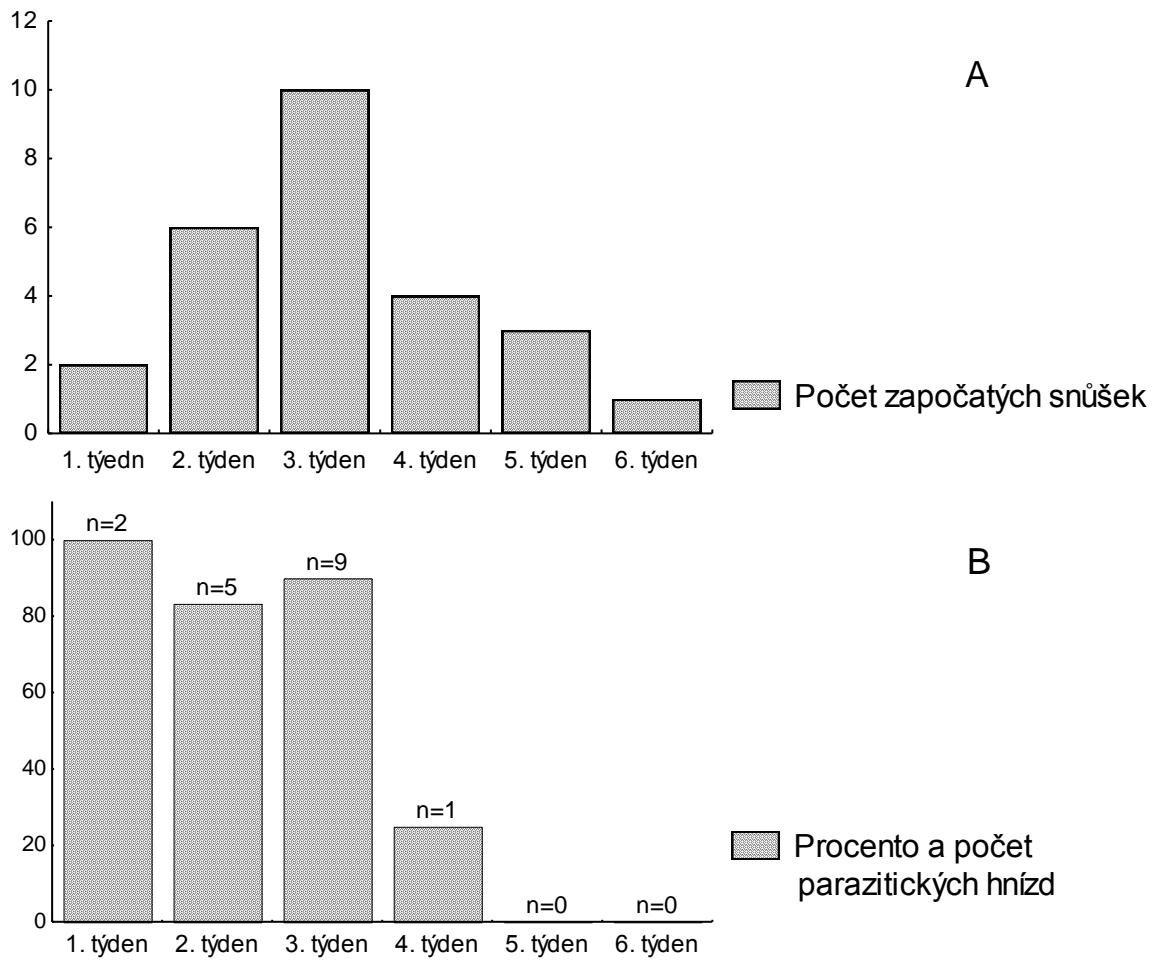 12
A
10
8
6
4
2
Počet započatých snůšek
0
1. týedn 2. týden 3. týden 4. týden 5. týden 6. týden
n=2
100
B
n=9
n=5
80
60
40
n=1
20
Procento a počet
parazitických hnízd
n=0 n=0
0
1. týden 2. týden 3. týden 4. týden 5. týden 6. týden